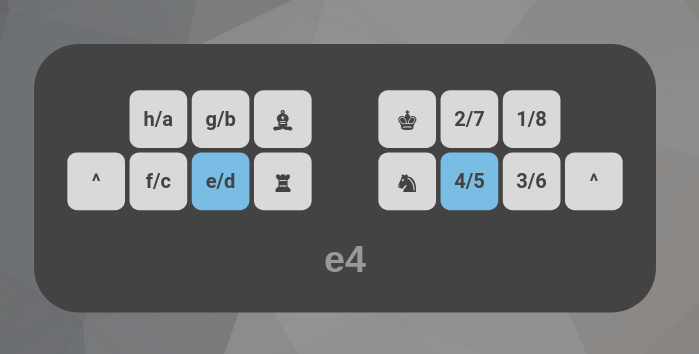 h/a g/b ♝ ♚ 2/7 1/8
^ f/c e/d ♜ ♞ 4/5 3/6 ^
e4